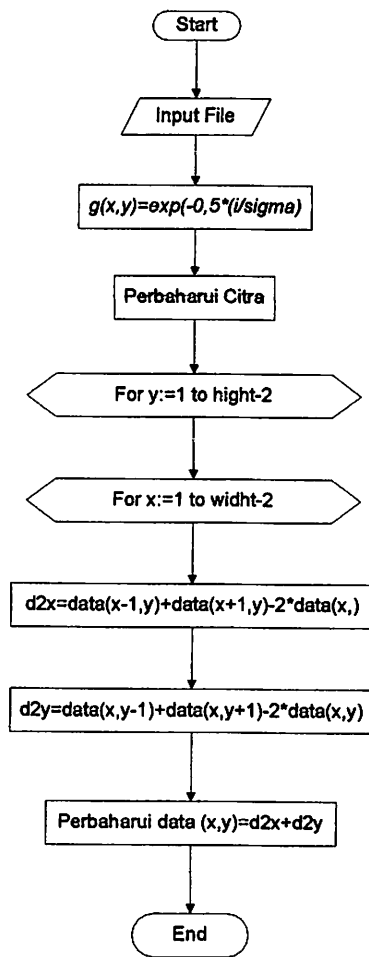 Start
Input File
g(x,y)=exp(-0,5*(i/sigma)
Perbaharui Citra
For y:=1 to hight-2
For x:=1 to widht-2
d2x=data(x-1,y)+data(x+1,y)-2*data(x,)
d2y=data(x,y-1)+data(x,y+1)-2*data(x,y)
Perbaharui data (x,y)=d2x+d2y
End